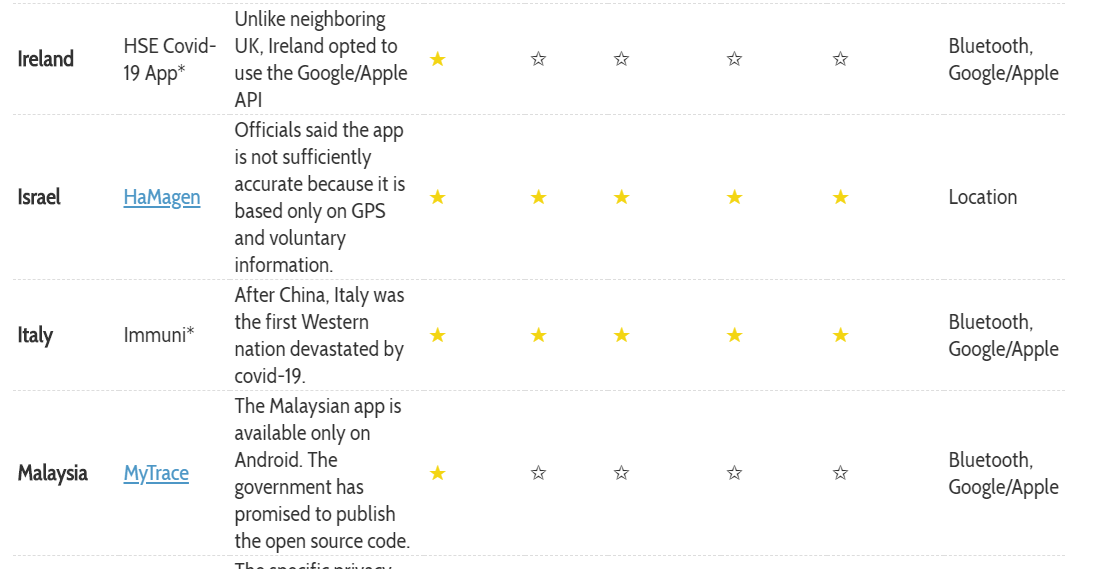 Ireland
HSE Covid-
19 App*
Unlike neighboring
UK, Ireland opted to
use the Google/Apple
API
★ ☆ ☆ ☆ ☆
Bluetooth,
Google/Apple
Israel
HaMagen
Officials said the app
is not sufficiently
accurate because it is
based only on GPS
and voluntary
information.
★ ★ ★ ★ ★
Location
Italy
Immuni*
After China, Italy was
the first Western
nation devastated by
covid-19.
★ ★ ★ ★ ★
Bluetooth,
Google/Apple
Malaysia
MyTrace
The Malaysian app is
available only on
Android. The
government has
promised to publish
the open source code.
★ ☆ ☆ ☆ ☆
Bluetooth,
Google/Apple
The specific privacy